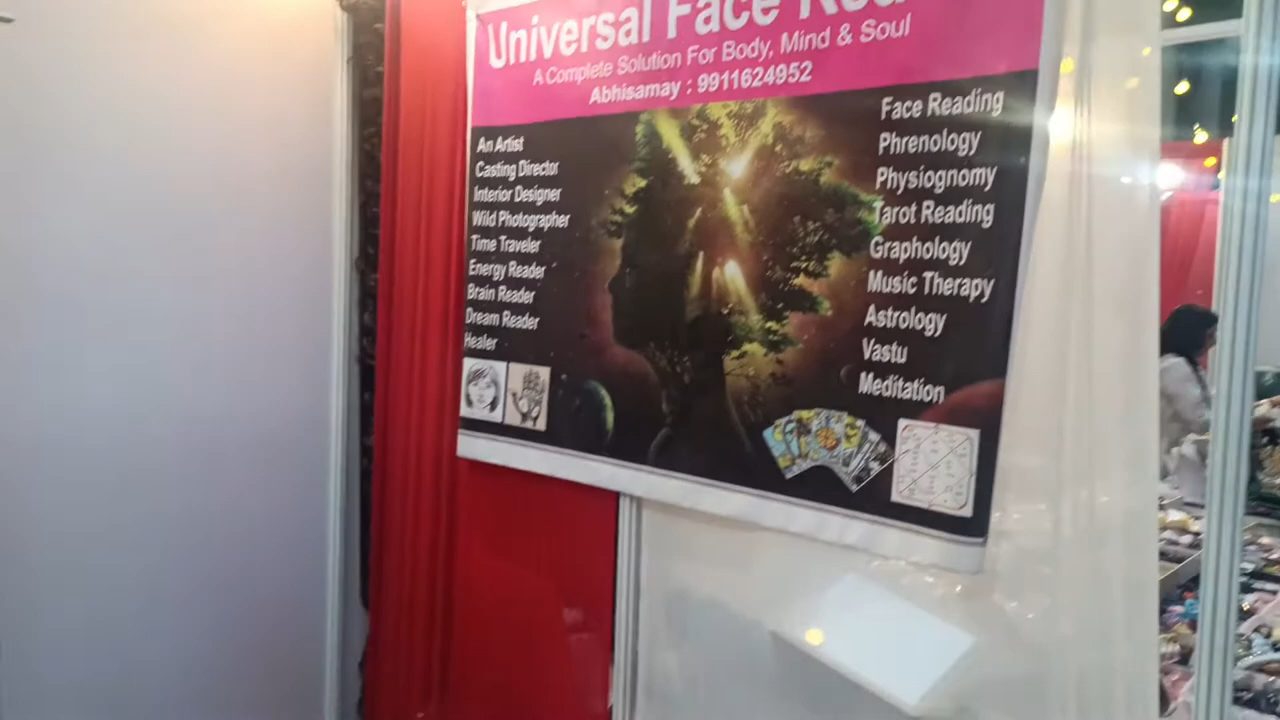 Universal Face
A Complete Solution For Body, Mind & Soul
Abhisamay : 9911624952
An Artist
Casting Director
Interior Designer
Wild Photographer
Time Traveler
Energy Reader
Brain Reader
Dream Reader
Healer
Face Reading
Phrenology
Physiognomy
Tarot Reading
Graphology
Music Therapy
Astrology
Vastu
Meditation